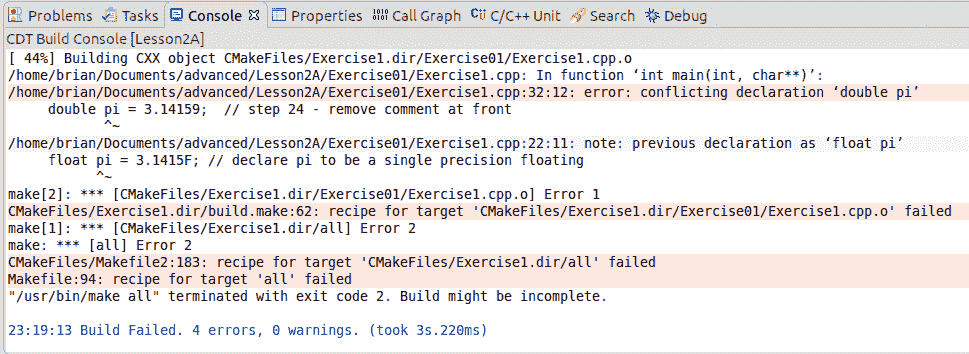 Problems Tasks Console Properties Call Graph C/C++ Unit Search Debug
CDT Build Console [Lesson2A]
[ 44%] Building CXX object CMakeFiles/Exercise1.dir/Exercise01/Exercise1.cpp.o
/home/brian/Documents/advanced/Lesson2A/Exercise01/Exercise1.cpp: In function ‘int main(int, char**)’:
/home/brian/Documents/advanced/Lesson2A/Exercise01/Exercise1.cpp:32:12: error: conflicting declaration ‘double pi’
double pi = 3.14159;  // step 24 - remove comment at front
^~
/home/brian/Documents/advanced/Lesson2A/Exercise01/Exercise1.cpp:22:11: note: previous declaration as ‘float pi’
float pi = 3.1415F; // declare pi to be a single precision floating
^~
make[2]: *** [CMakeFiles/Exercise1.dir/Exercise01/Exercise1.cpp.o] Error 1
CMakeFiles/Exercise1.dir/build.make:62: recipe for target 'CMakeFiles/Exercise1.dir/Exercise01/Exercise1.cpp.o' failed
make[1]: *** [CMakeFiles/Exercise1.dir/all] Error 2
make: *** [all] Error 2
CMakeFiles/Makefile2:183: recipe for target 'CMakeFiles/Exercise1.dir/all' failed
Makefile:94: recipe for target 'all' failed
"/usr/bin/make all" terminated with exit code 2. Build might be incomplete.
23:19:13 Build Failed. 4 errors, 0 warnings. (took 3s.220ms)